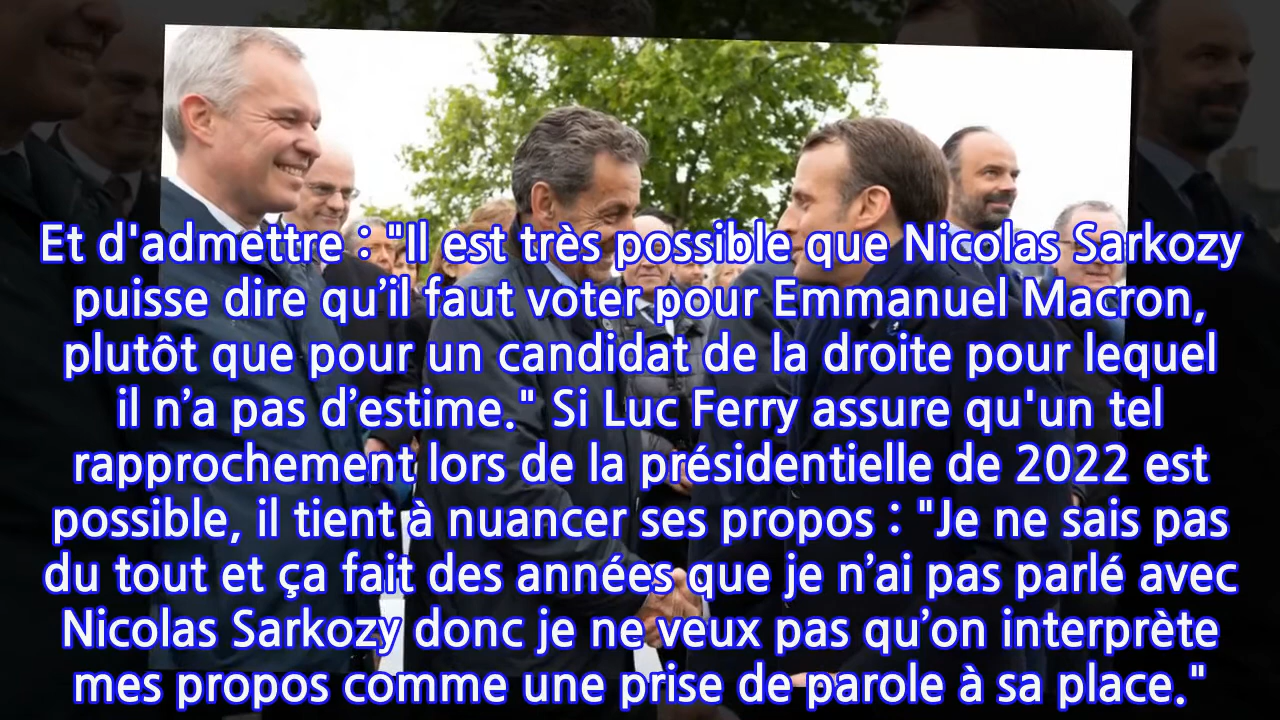 Et d'admettre : "Il est très possible que Nicolas Sarkozy
puisse dire qu’il faut voter pour Emmanuel Macron,
plutôt que pour un candidat de la droite pour lequel
il n’a pas d’estime." Si Luc Ferry assure qu'un tel
rapprochement lors de la présidentielle de 2022 est
possible, il tient à nuancer ses propos : "Je ne sais pas
du tout et ça fait des années que je n’ai pas parlé avec
Nicolas Sarkozy donc je ne veux pas qu’on interprète
mes propos comme une prise de parole à sa place."